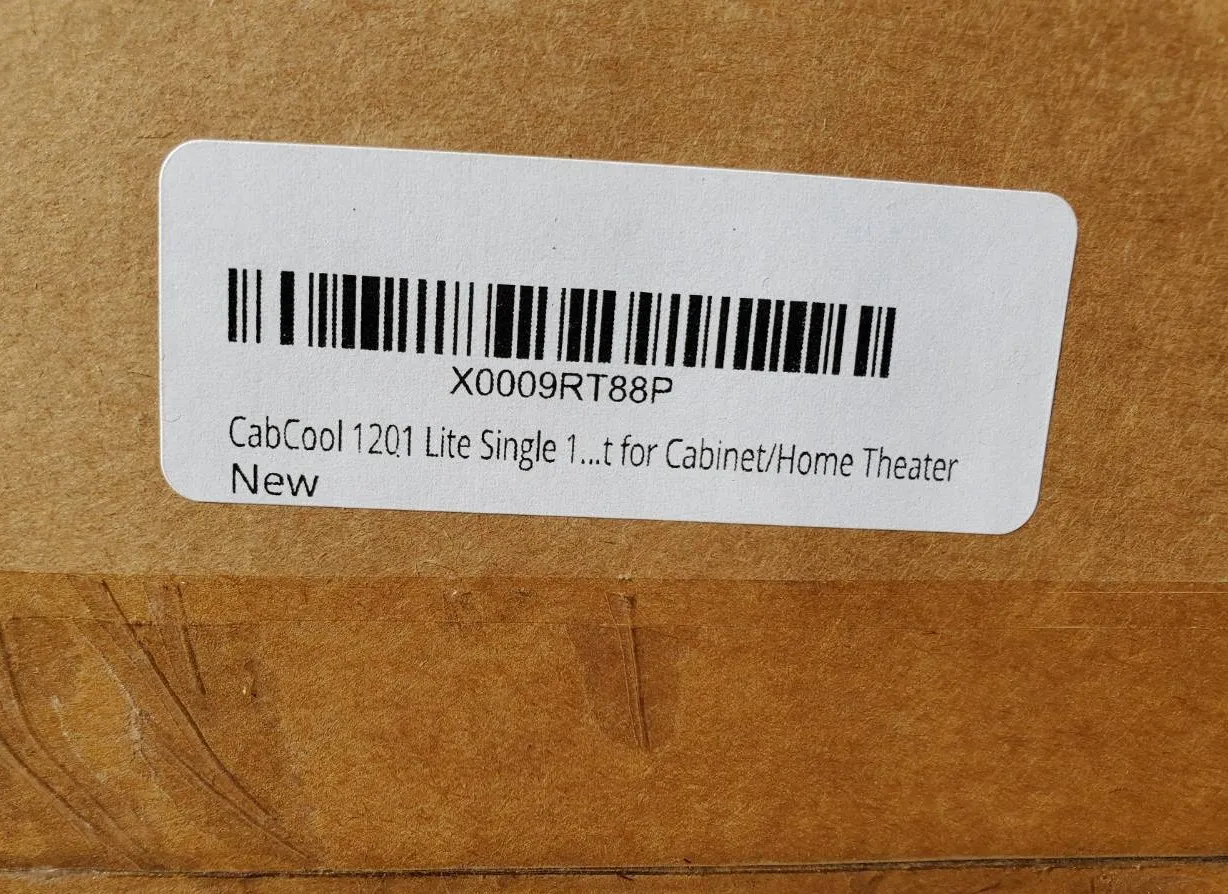 X0009RT88P
CabCool 1201 Lite Single 1...t for Cabinet/Home Theater
New